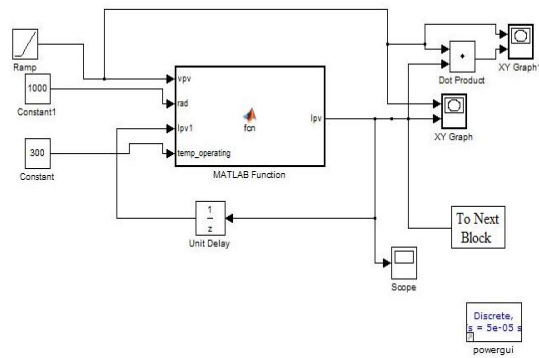 Ramp
1000
Constant1
300
Constant
vpv
rad
Ipv1
temp_operating
fcn
Ipv
MATLAB Function
1
z
Unit Delay
Dot Product
XY Graph1
XY Graph
To Next
Block
Scope
Discrete,
s = 5e-05 s
powergui